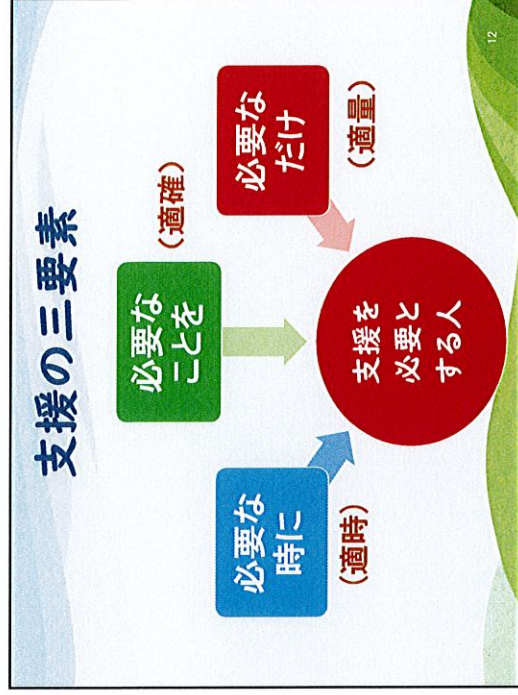 支援の三要素
必要な
時に
(適時)
必要な
ことを
(適確)
必要な
だけ
(適量)
支援を
必要と
する人
12